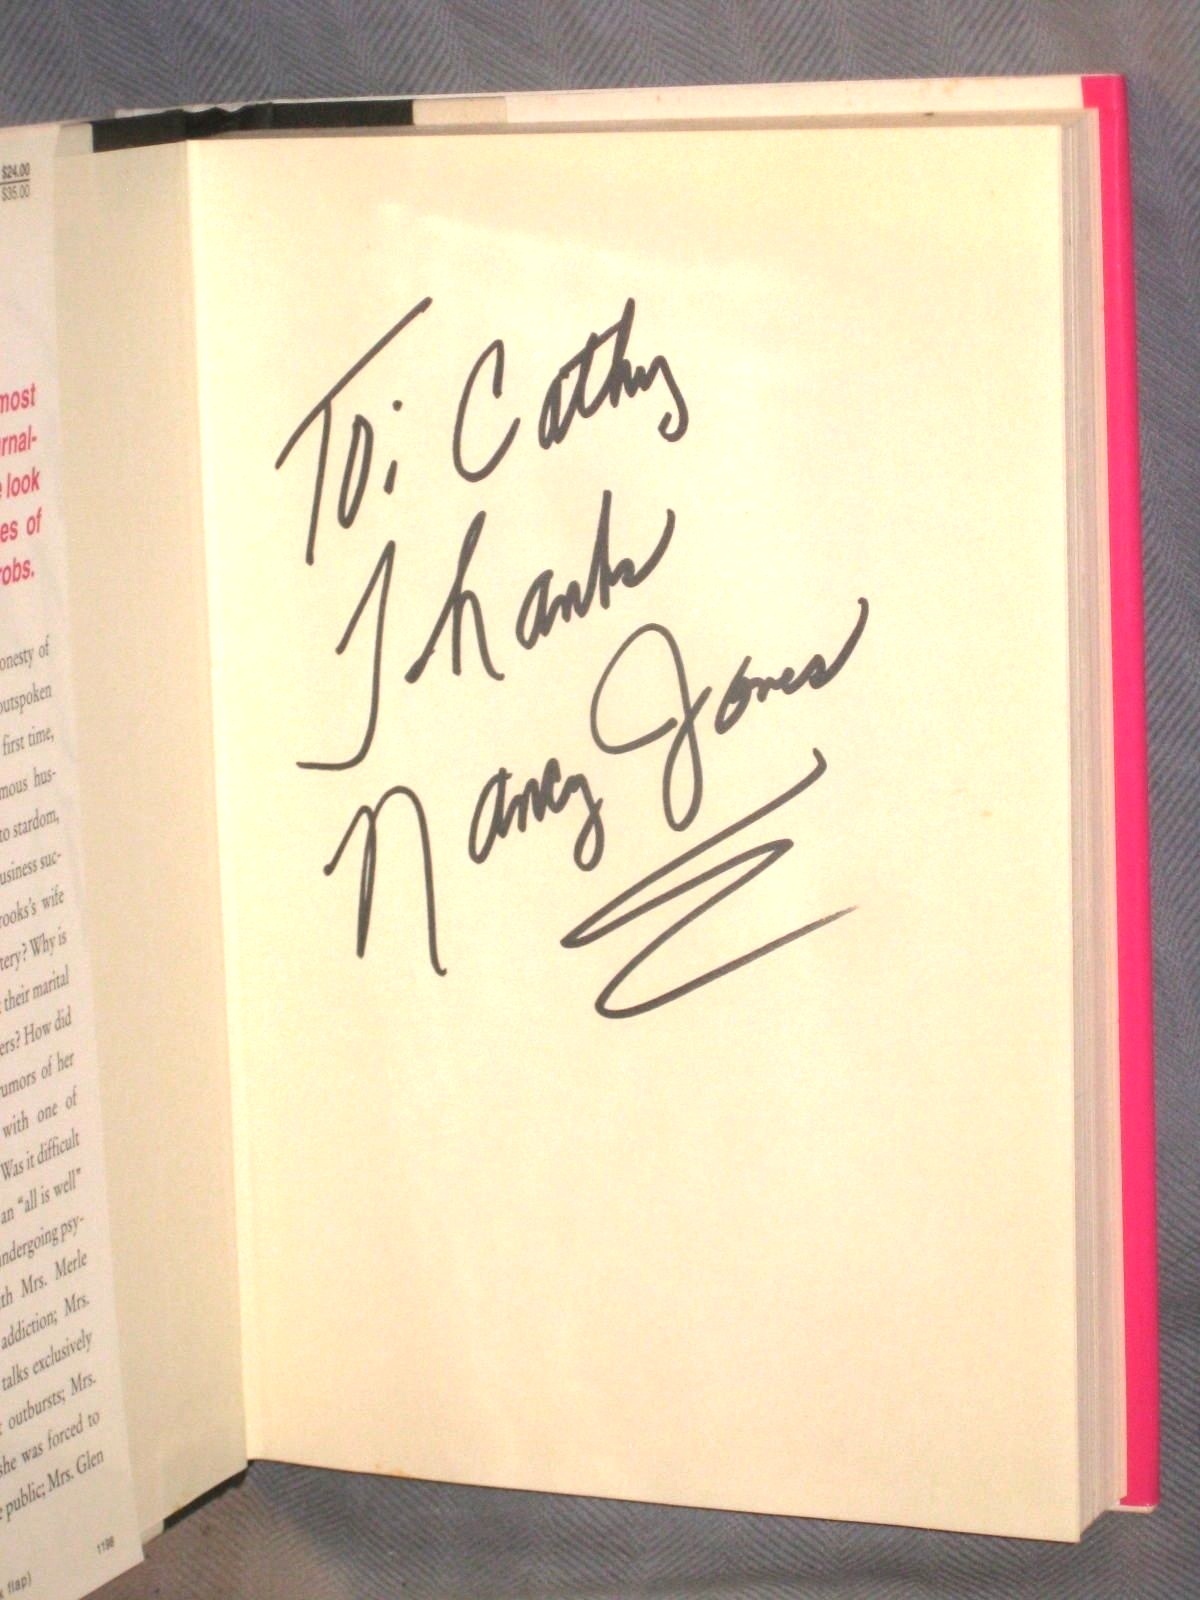 $24.00
$35.00
most
urnal-
look
es of
robs.
onesty of
outspoken
first time,
mous hus-
to stardom,
usiness suc-
rooks's wife
tery? Why is
their marital
ers? How did
umors of her
with one of
Was it difficult
an "all is well"
ndergoing psy-
th Mrs. Merle
addiction; Mrs.
talks exclusively
outbursts; Mrs.
she was forced to
public; Mrs. Glen
1198
flap)
To: Cathy
Thanks
Nancy Jones